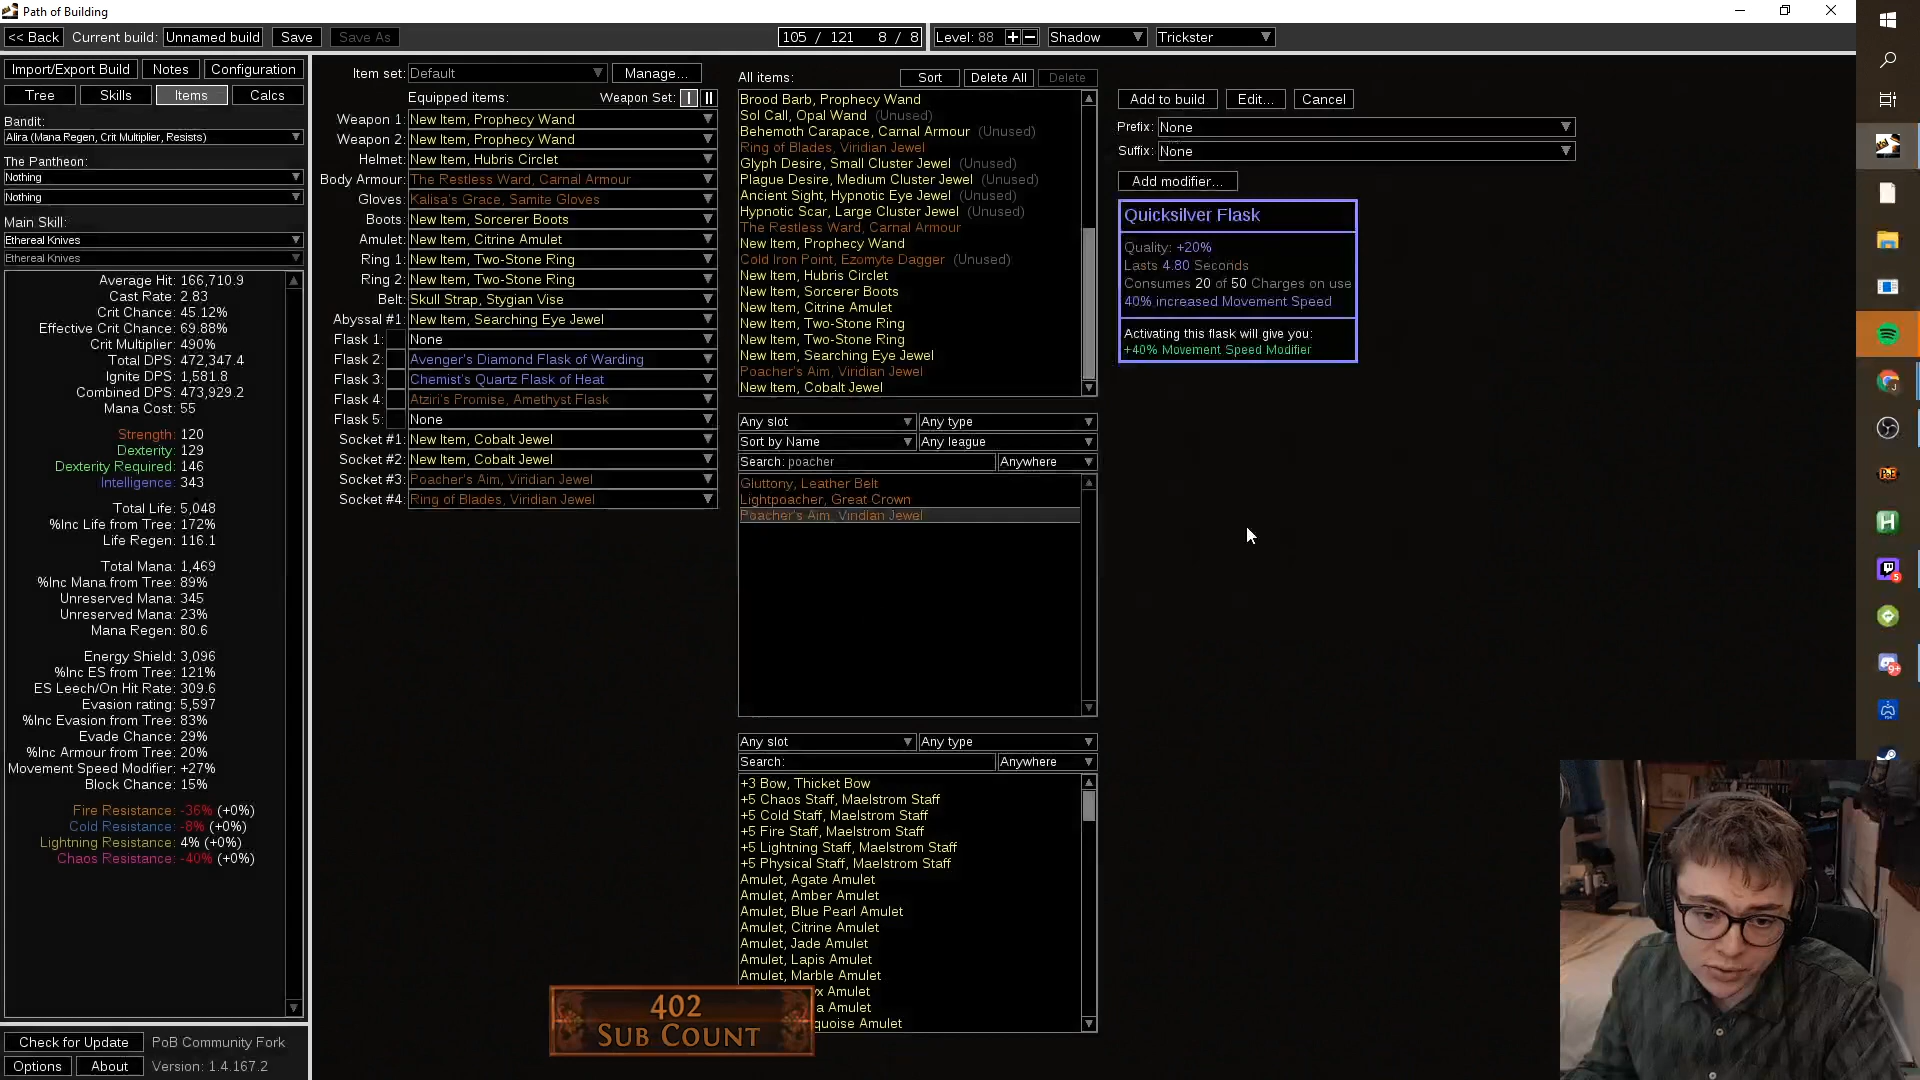 Path of Building
<< Back
Current build:
Unnamed build
Save
Save As
105 / 121   8 / 8
Level: 88
+
−
Shadow
Trickster
Import/Export Build
Notes
Configuration
Tree
Skills
Items
Calcs
Bandit:
Alira (Mana Regen, Crit Multiplier, Resists)
The Pantheon:
Nothing
Nothing
Main Skill:
Ethereal Knives
Ethereal Knives
Average Hit: 166,710.9
Cast Rate: 2.83
Crit Chance: 45.12%
Effective Crit Chance: 69.88%
Crit Multiplier: 490%
Total DPS: 472,347.4
Ignite DPS: 1,581.8
Combined DPS: 473,929.2
Mana Cost: 55
Strength: 120
Dexterity: 129
Dexterity Required: 146
Intelligence: 343
Total Life: 5,048
%Inc Life from Tree: 172%
Life Regen: 116.1
Total Mana: 1,469
%Inc Mana from Tree: 89%
Unreserved Mana: 345
Unreserved Mana: 23%
Mana Regen: 80.6
Energy Shield: 3,096
%Inc ES from Tree: 121%
ES Leech/On Hit Rate: 309.6
Evasion rating: 5,597
%Inc Evasion from Tree: 83%
Evade Chance: 29%
%Inc Armour from Tree: 20%
Movement Speed Modifier: +27%
Block Chance: 15%
Fire Resistance: -36% (+0%)
Cold Resistance: -8% (+0%)
Lightning Resistance: 4% (+0%)
Chaos Resistance: -40% (+0%)
Check for Update
PoB Community Fork
Options
About
Version: 1.4.167.2
Item set: Default
Manage...
Equipped items:
Weapon Set: I II
Weapon 1: New Item, Prophecy Wand
Weapon 2: New Item, Prophecy Wand
Helmet: New Item, Hubris Circlet
Body Armour: The Restless Ward, Carnal Armour
Gloves: Kalisa's Grace, Samite Gloves
Boots: New Item, Sorcerer Boots
Amulet: New Item, Citrine Amulet
Ring 1: New Item, Two-Stone Ring
Ring 2: New Item, Two-Stone Ring
Belt: Skull Strap, Stygian Vise
Abyssal #1: New Item, Searching Eye Jewel
Flask 1: None
Flask 2: Avenger's Diamond Flask of Warding
Flask 3: Chemist's Quartz Flask of Heat
Flask 4: Atziri's Promise, Amethyst Flask
Flask 5: None
Socket #1: New Item, Cobalt Jewel
Socket #2: New Item, Cobalt Jewel
Socket #3: Poacher's Aim, Viridian Jewel
Socket #4: Ring of Blades, Viridian Jewel
All items:
Sort
Delete All
Delete
Brood Barb, Prophecy Wand
Sol Call, Opal Wand (Unused)
Behemoth Carapace, Carnal Armour (Unused)
Ring of Blades, Viridian Jewel
Glyph Desire, Small Cluster Jewel (Unused)
Plague Desire, Medium Cluster Jewel (Unused)
Ancient Sight, Hypnotic Eye Jewel (Unused)
Hypnotic Scar, Large Cluster Jewel (Unused)
The Restless Ward, Carnal Armour
New Item, Prophecy Wand
Cold Iron Point, Ezomyte Dagger (Unused)
New Item, Hubris Circlet
New Item, Sorcerer Boots
New Item, Citrine Amulet
New Item, Two-Stone Ring
New Item, Two-Stone Ring
New Item, Searching Eye Jewel
Poacher's Aim, Viridian Jewel
New Item, Cobalt Jewel
Any slot
Any type
Sort by Name
Any league
Search: poacher
Anywhere
Gluttony, Leather Belt
Lightpoacher, Great Crown
Poacher's Aim, Viridian Jewel
Any slot
Any type
Search:
Anywhere
+3 Bow, Thicket Bow
+5 Chaos Staff, Maelstrom Staff
+5 Cold Staff, Maelstrom Staff
+5 Fire Staff, Maelstrom Staff
+5 Lightning Staff, Maelstrom Staff
+5 Physical Staff, Maelstrom Staff
Amulet, Agate Amulet
Amulet, Amber Amulet
Amulet, Blue Pearl Amulet
Amulet, Citrine Amulet
Amulet, Jade Amulet
Amulet, Lapis Amulet
Amulet, Marble Amulet
x Amulet
a Amulet
quoise Amulet
402
SUB COUNT
Add to build
Edit...
Cancel
Prefix: None
Suffix: None
Add modifier...
Quicksilver Flask
Quality: +20%
Lasts 4.80 Seconds
Consumes 20 of 50 Charges on use
40% increased Movement Speed
Activating this flask will give you:
+40% Movement Speed Modifier